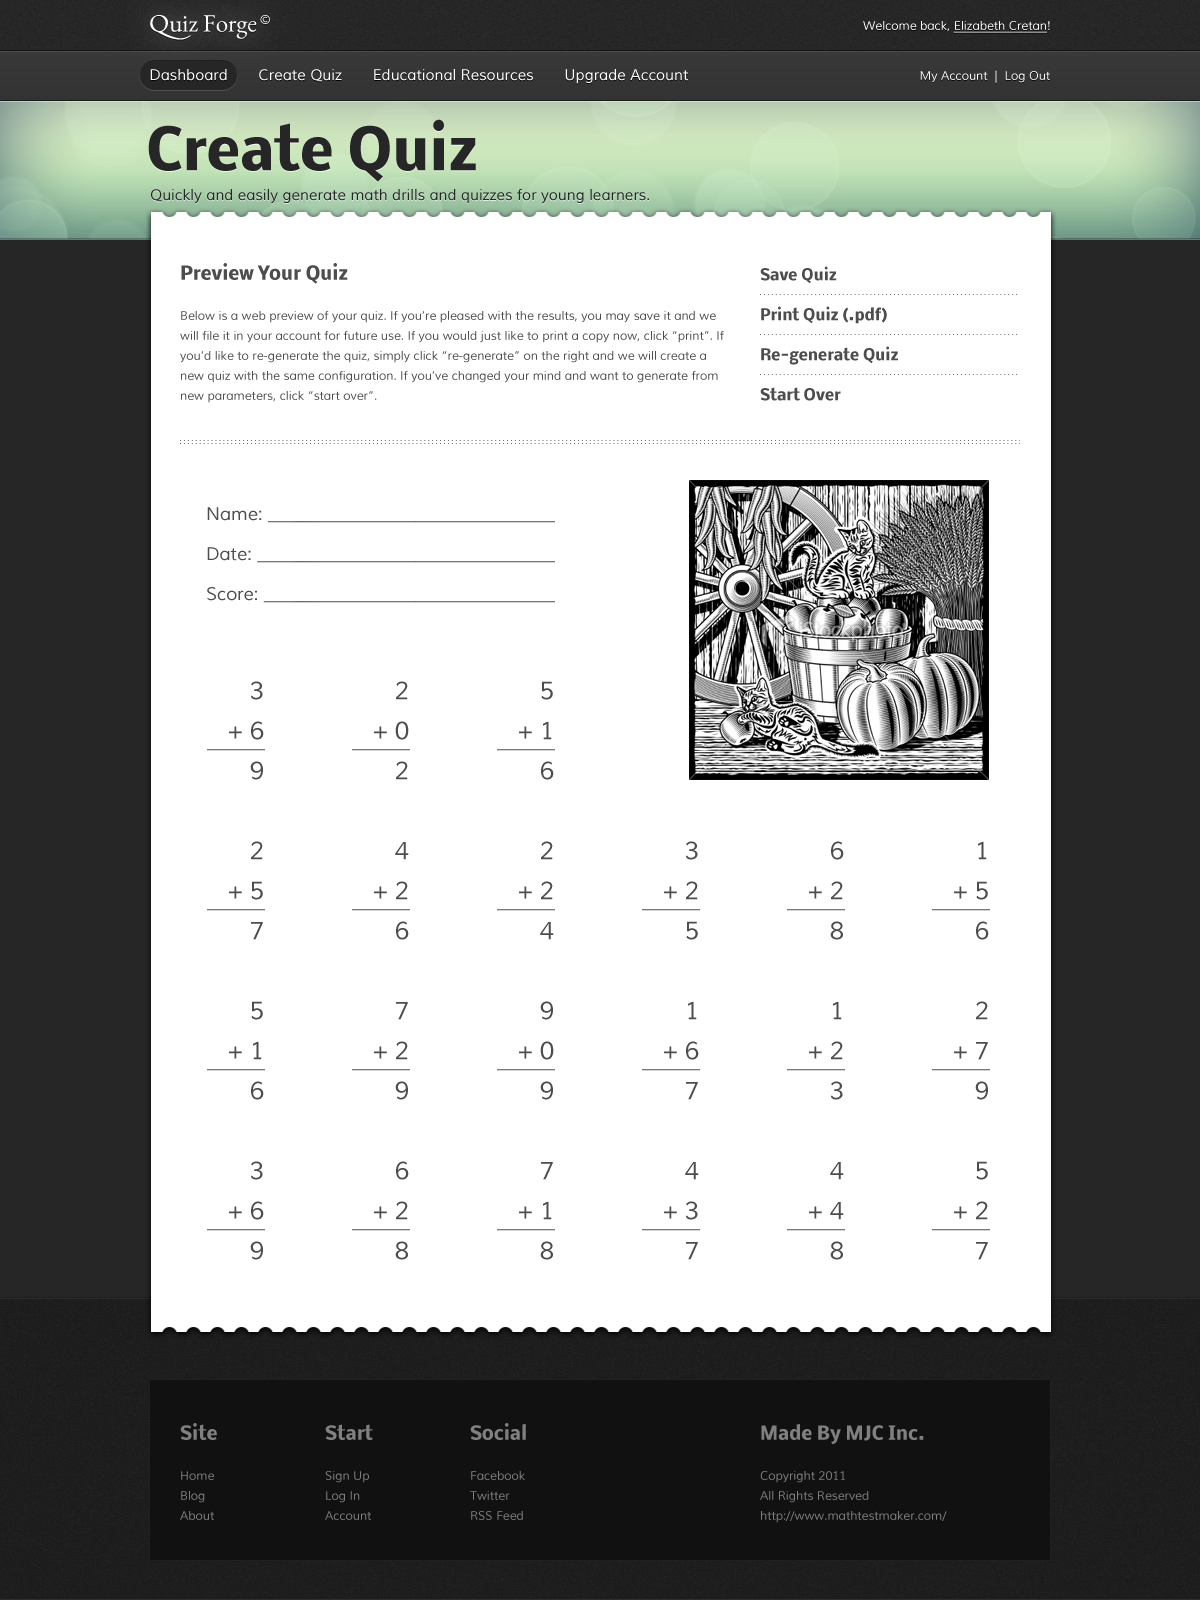 Quiz Forge©
Welcome back, Elizabeth Cretan!
Dashboard Create Quiz Educational Resources Upgrade Account My Account | Log Out
Create Quiz
Quickly and easily generate math drills and quizzes for young learners.
Preview Your Quiz
Below is a web preview of your quiz. If you’re pleased with the results, you may save it and we
will file it in your account for future use. If you would just like to print a copy now, click “print”. If
you’d like to re-generate the quiz, simply click “re-generate” on the right and we will create a
new quiz with the same configuration. If you’ve changed your mind and want to generate from
new parameters, click “start over”.
Save Quiz
Print Quiz (.pdf)
Re-generate Quiz
Start Over
Name:
Date:
Score:
3 2 5
+ 6 + 0 + 1
9 2 6
2 4 2 3 6 1
+ 5 + 2 + 2 + 2 + 2 + 5
7 6 4 5 8 6
5 7 9 1 1 2
+ 1 + 2 + 0 + 6 + 2 + 7
6 9 9 7 3 9
3 6 7 4 4 5
+ 6 + 2 + 1 + 3 + 4 + 2
9 8 8 7 8 7
Site
Home
Blog
About
Start
Sign Up
Log In
Account
Social
Facebook
Twitter
RSS Feed
Made By MJC Inc.
Copyright 2011
All Rights Reserved
http://www.mathtestmaker.com/